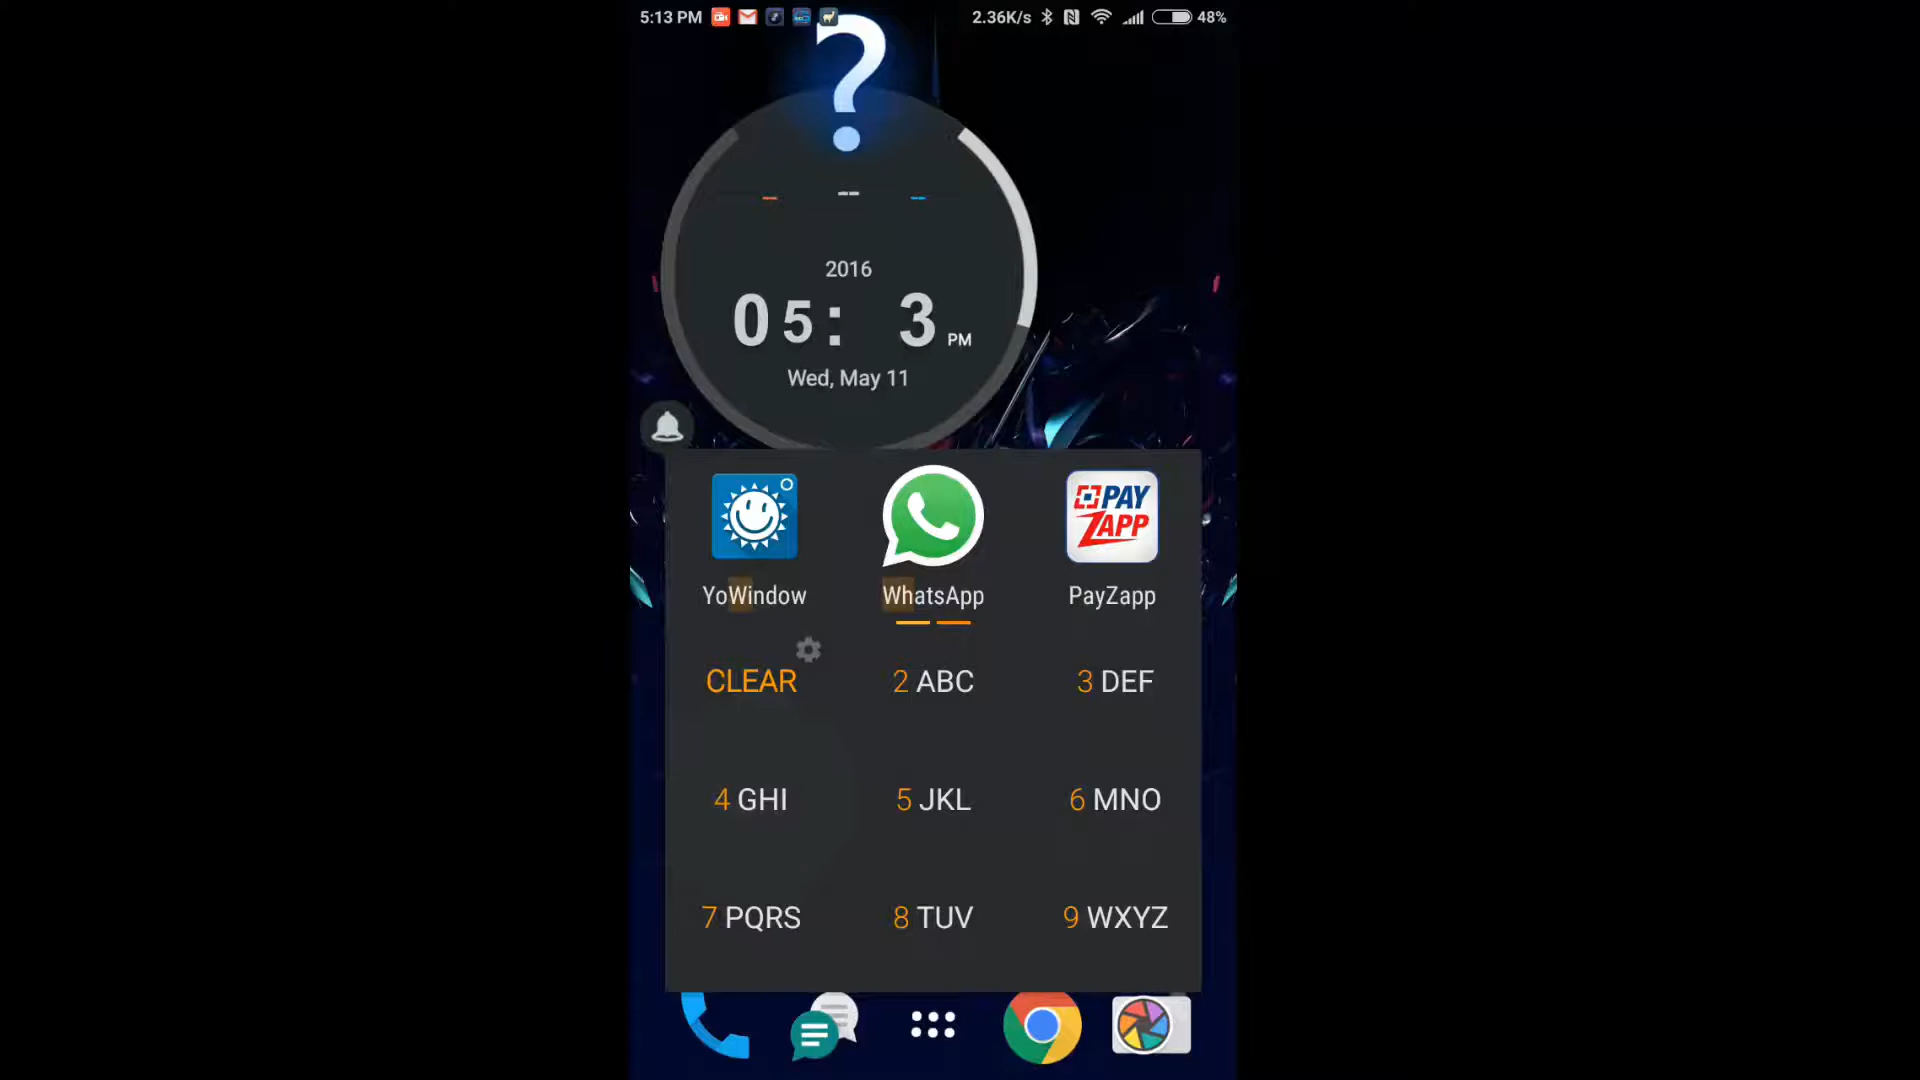 5:13 PM 2.36K/s 48%
?
-- -- --
2016
05: 3 PM
Wed, May 11
PAY
ZAPP
YoWindow WhatsApp PayZapp
CLEAR 2 ABC 3 DEF
4 GHI 5 JKL 6 MNO
7 PQRS 8 TUV 9 WXYZ